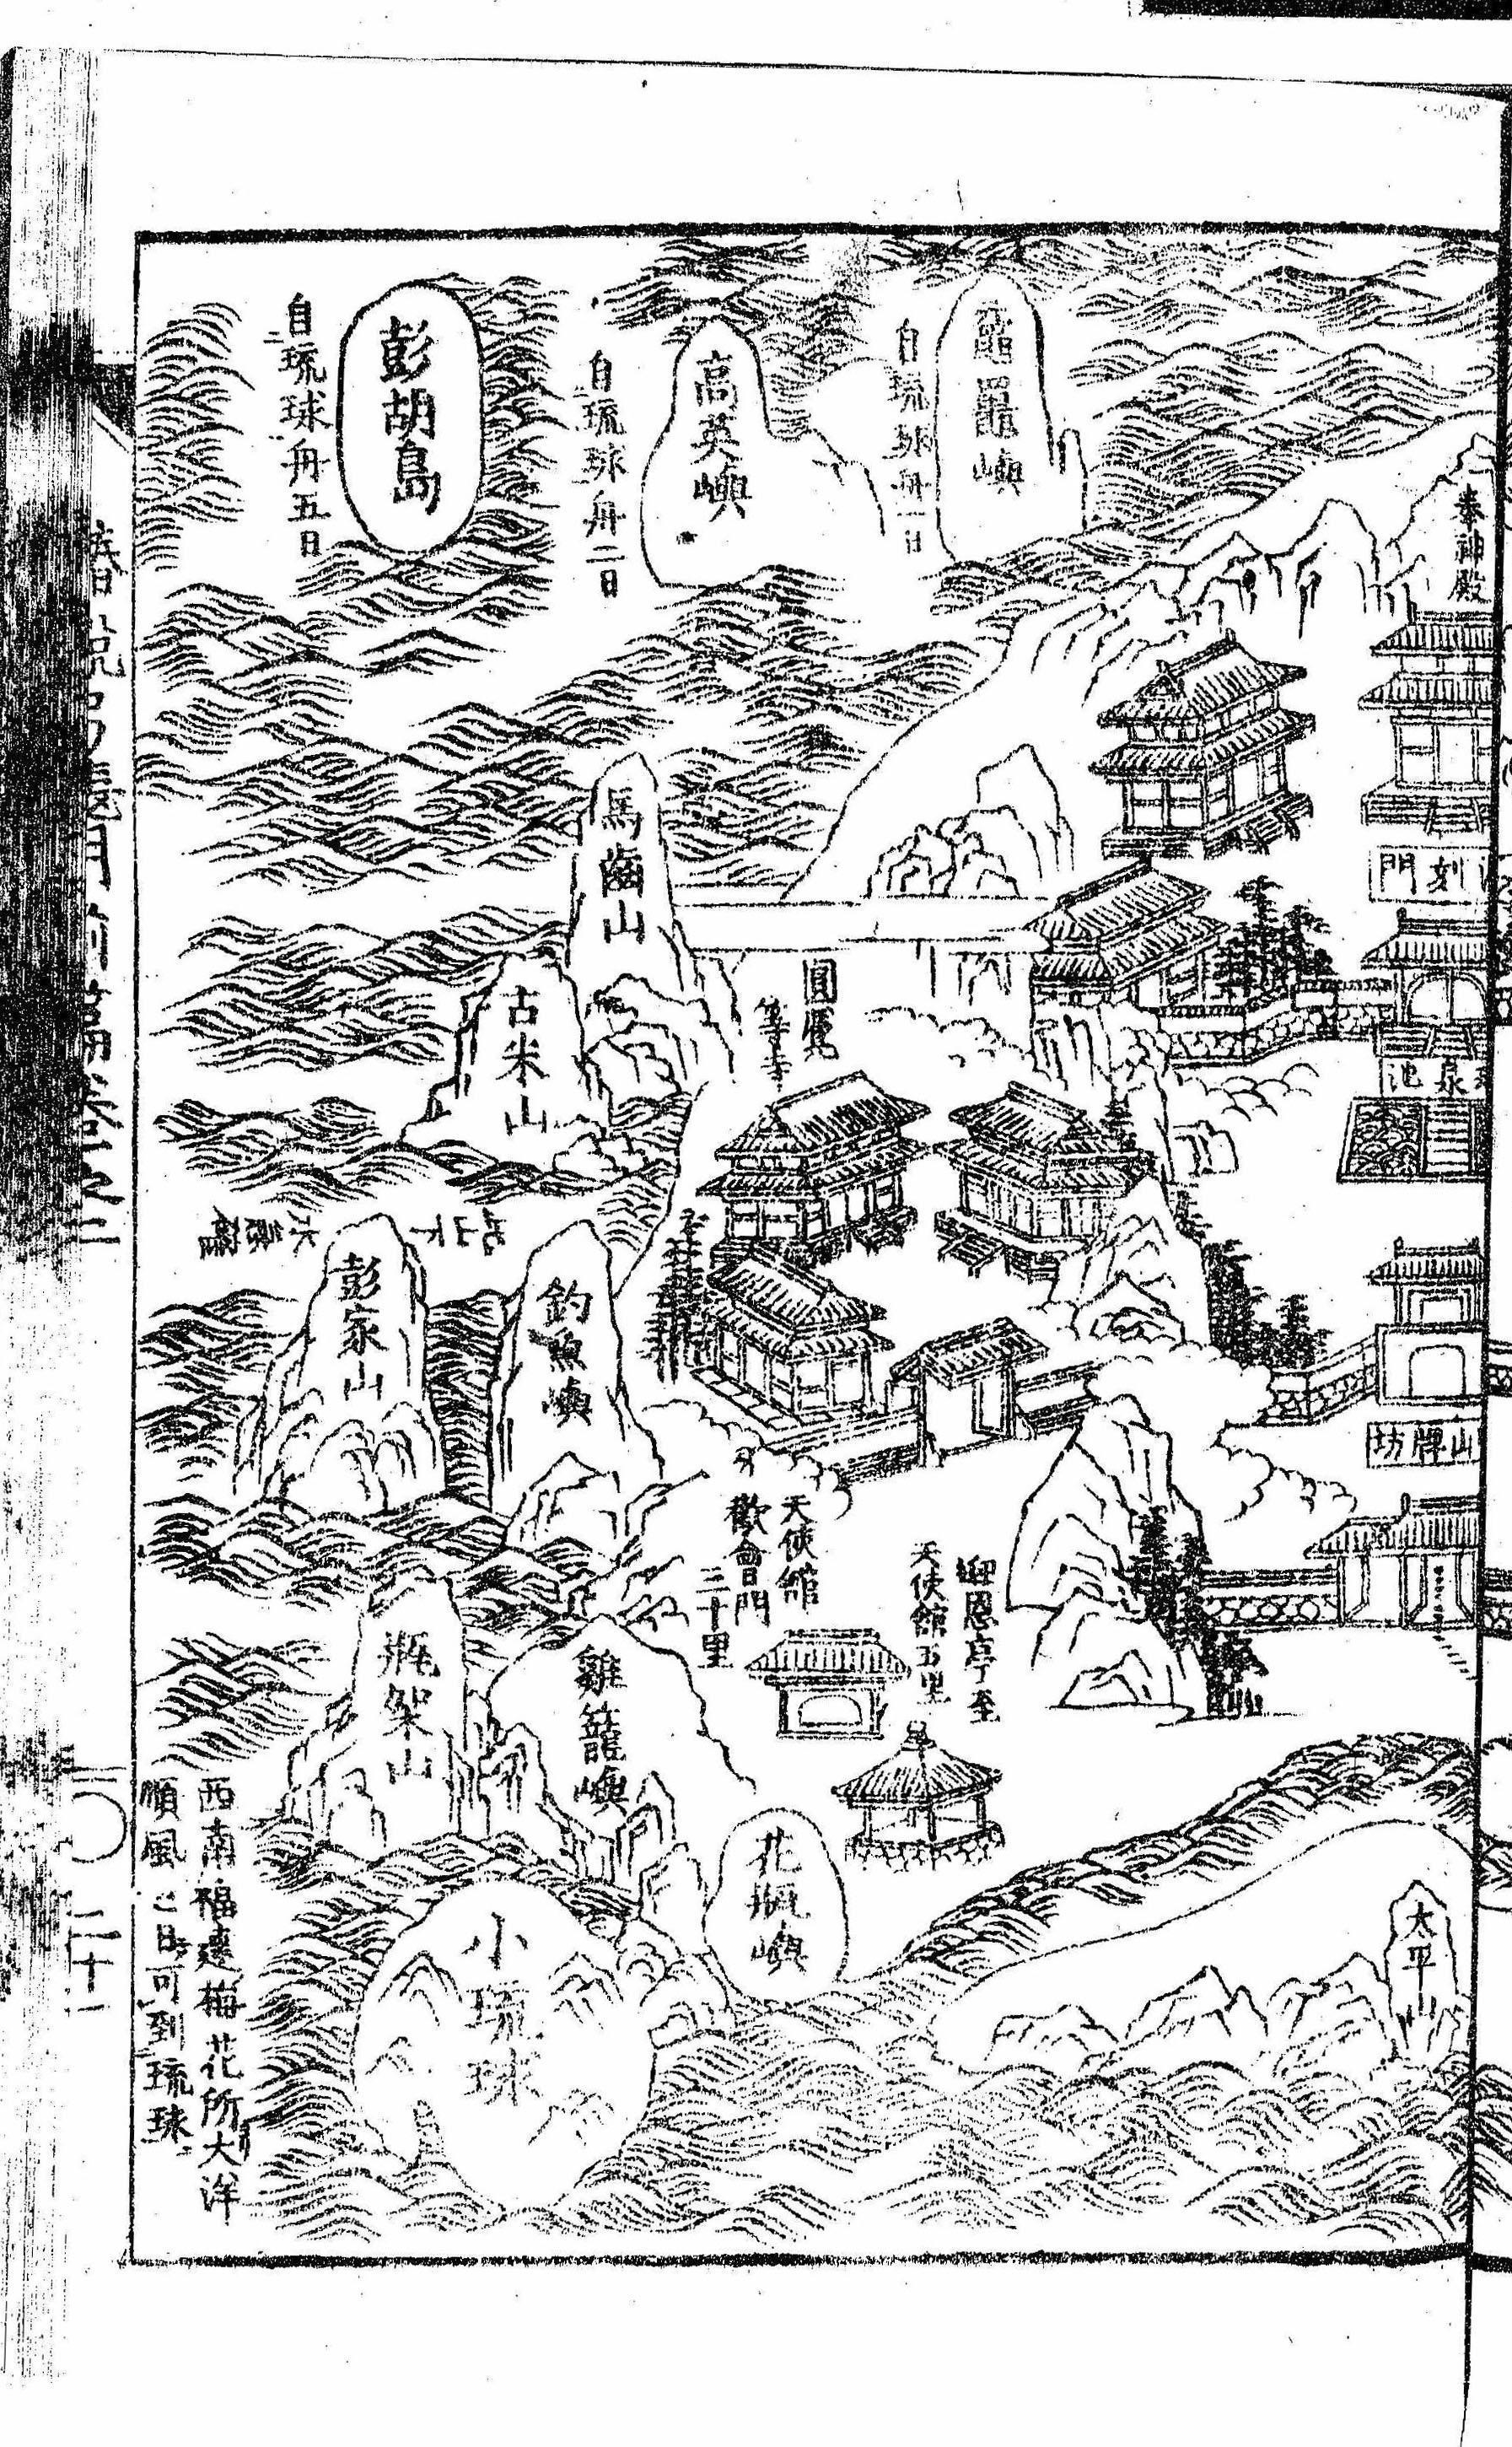 奉神殿
刻門
泉池
山牌坊
太平山
黿鼊嶼
自琉球舟一日
高英嶼
自琉球舟二日
彭胡島
自琉球舟五日
圓覺
等寺
馬齒山
古米山
釣魚嶼
彭家山
迎恩亭至
天使館五里
天使館
歡會門
三十里
雞籠嶼
瓶架山
花瓶嶼
小琉球
西南福建梅花所大洋
順風七日可到琉球
二十一